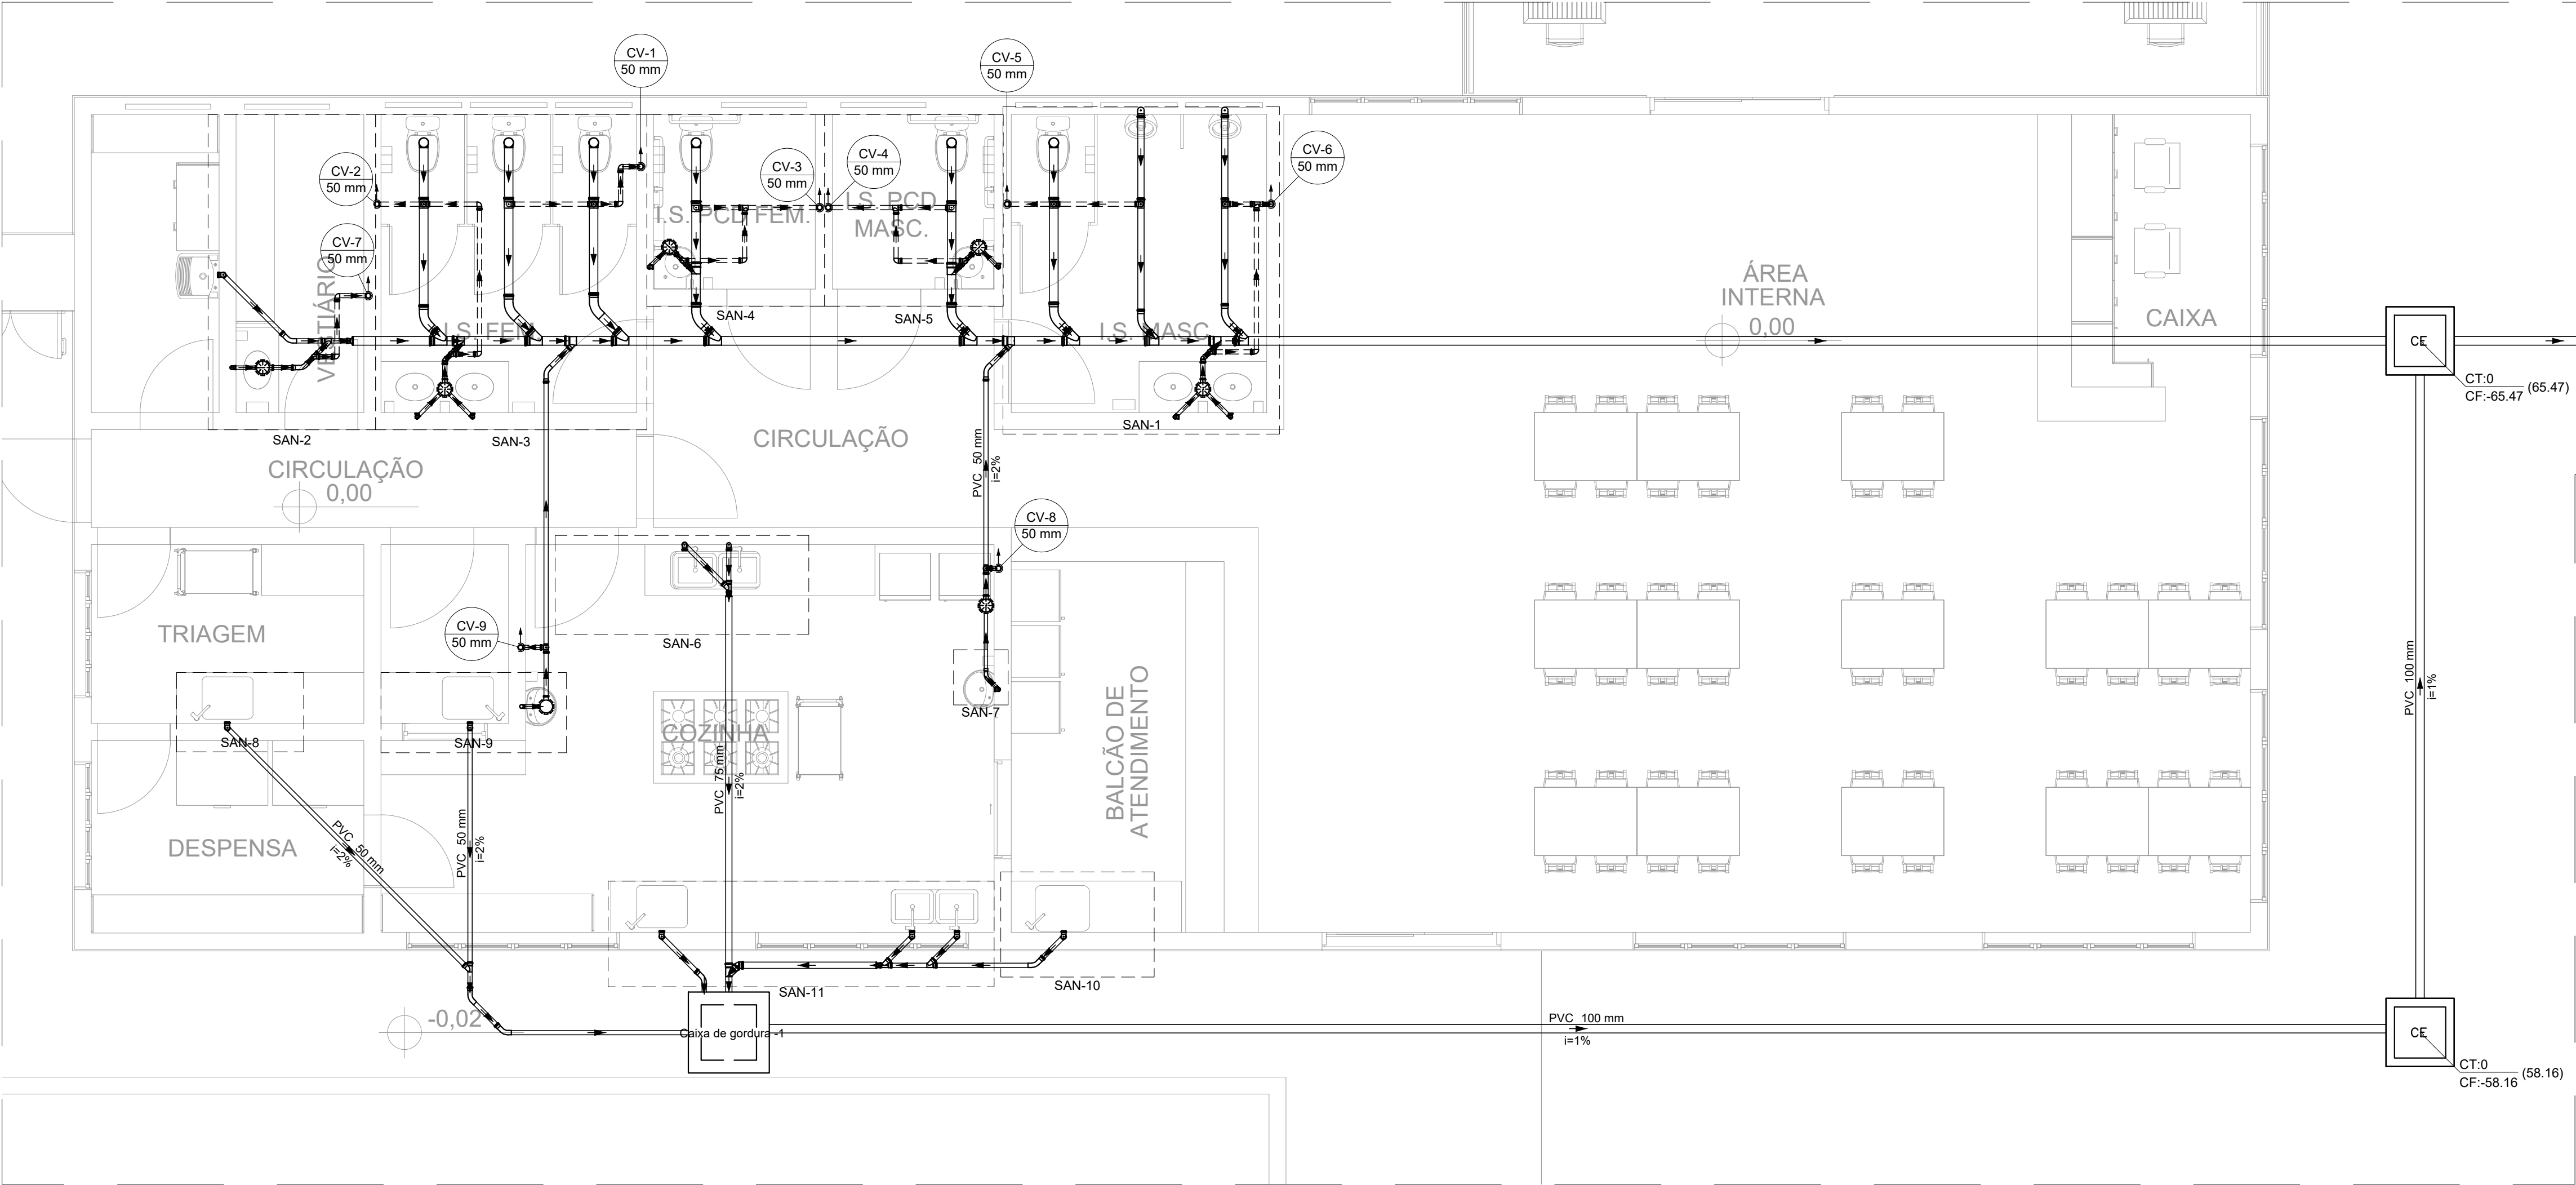 CV-1
50 mm
CV-5
50 mm
CV-2
50 mm
CV-3
50 mm
CV-4
50 mm
CV-6
50 mm
I.S. PCD FEM.
I.S. PCD
MASC.
CV-7
50 mm
VESTIÁRIO
I.S. FEM.
SAN-4
SAN-5
I.S. MASC.
ÁREA
INTERNA
0,00
CAIXA
CE
CT:0
CF:-65.47
(65.47)
SAN-2
SAN-3
SAN-1
CIRCULAÇÃO
CIRCULAÇÃO
0,00
PVC 50 mm
i=2%
CV-8
50 mm
TRIAGEM
CV-9
50 mm
SAN-6
SAN-7
SAN-8
SAN-9
COZINHA
PVC 75 mm
i=2%
BALCÃO DE
ATENDIMENTO
PVC 100 mm
i=1%
DESPENSA
PVC 50 mm
i=2%
PVC 50 mm
i=2%
SAN-11
SAN-10
-0,02
Caixa de gordura -1
PVC 100 mm
i=1%
CE
CT:0
CF:-58.16
(58.16)